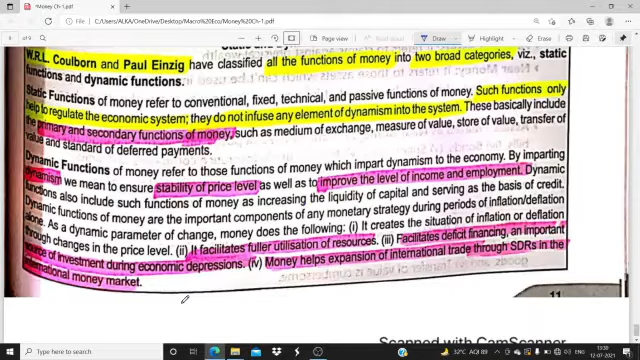 *Money Ch-1.pdf
File | C:/Users/ALKA/OneDrive/Desktop/Macro%20Eco/Money%20Ch-1.pdf
of 9
Page view
Draw
Highlight
Erase
W.R.L. Coulborn and Paul Einzig have classified all the functions of money into two broad categories, viz., static
functions and dynamic functions.
Static Functions of money refer to conventional, fixed, technical, and passive functions of money. Such functions only
help to regulate the economic system; they do not infuse any element of dynamism into the system. These basically include
the primary and secondary functions of money, such as medium of exchange, measure of value, store of value, transfer of
value and standard of deferred payments.
Dynamic Functions of money refer to those functions of money which impart dynamism to the economy. By imparting
dynamism we mean to ensure stability of price level as well as to improve the level of income and employment. Dynamic
functions also include such functions of money as increasing the liquidity of capital and serving as the basis of credit.
Dynamic functions of money are the important components of any monetary strategy during periods of inflation/deflation
alone. As a dynamic parameter of change, money does the following: (i) It creates the situation of inflation or deflation
through changes in the price level. (ii) It facilitates fuller utilisation of resources. (iii) Facilitates deficit financing, an important
source of investment during economic depressions. (iv) Money helps expansion of international trade through SDRs in the
international money market.
11
Scanned with CamScanner
Type here to search
32°C AQI 89
13:30
12-07-2021